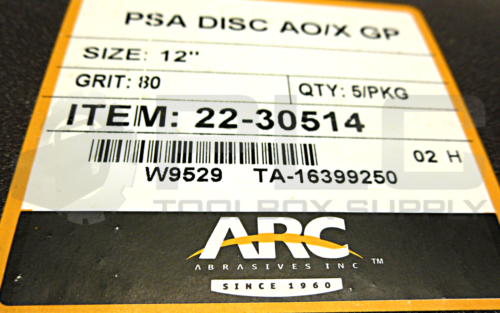 PSA DISC AO/X GP
SIZE: 12"
GRIT: 80
QTY: 5/PKG
ITEM: 22-30514
02 H
W9529 TA-16399250
PLC
TOOLBOX SUPPLY
ARC
ABRASIVES INC ™
SINCE 1960